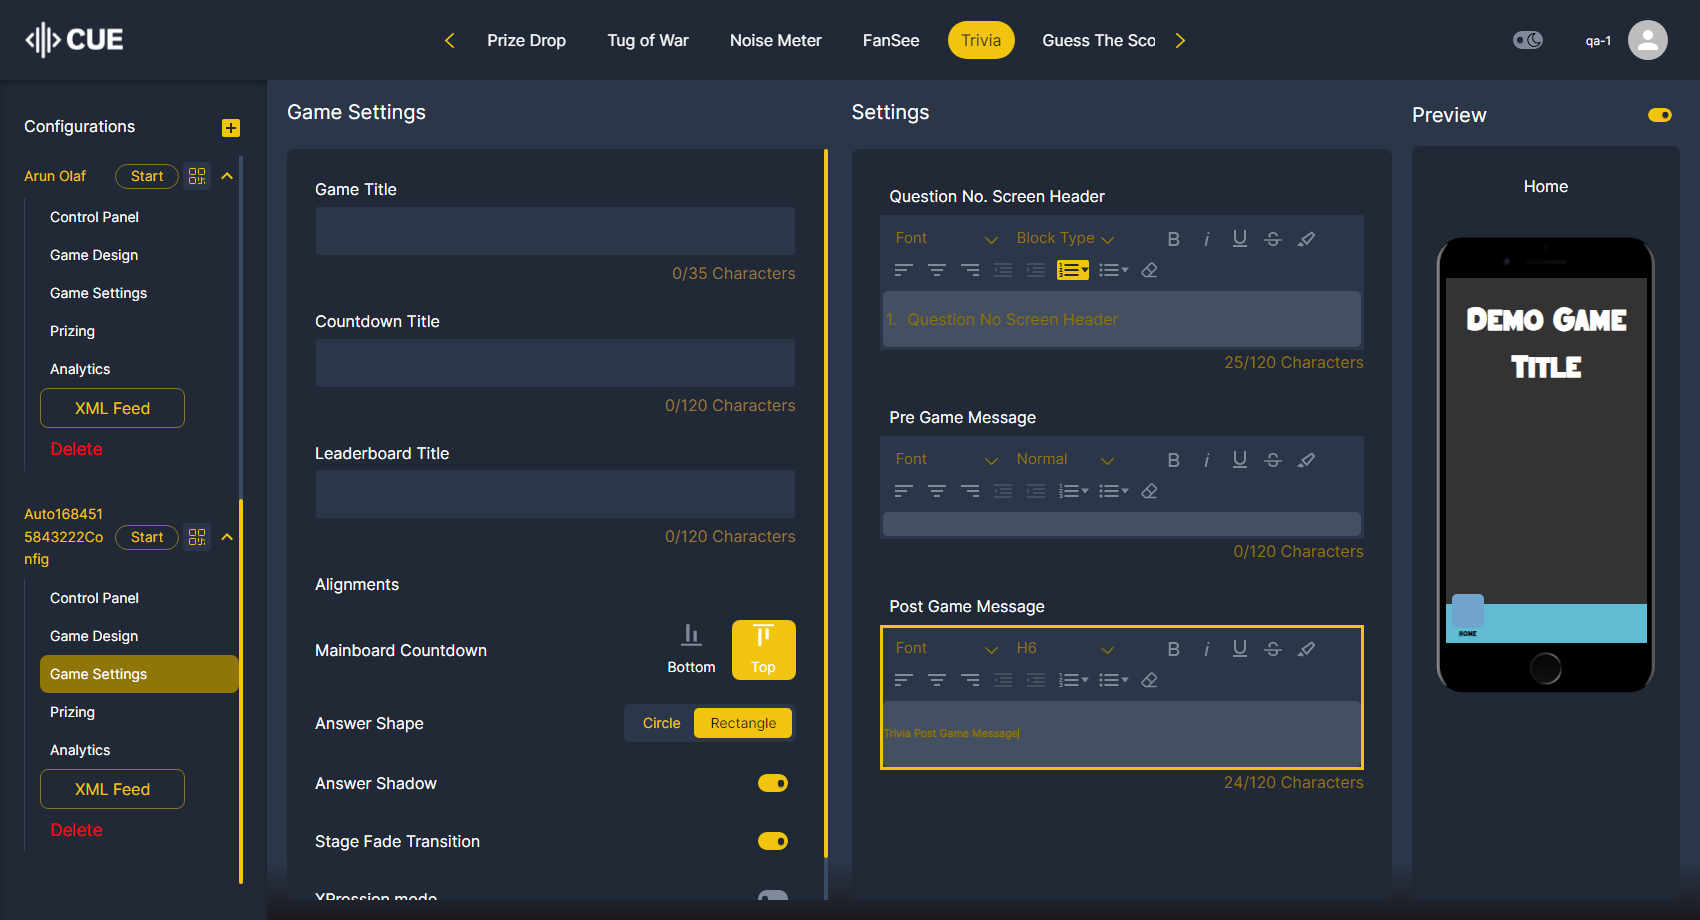 CUE
Prize Drop
Tug of War
Noise Meter
FanSee
Trivia
Guess The Sco
qa-1
Configurations
Arun Olaf
Start
Control Panel
Game Design
Game Settings
Prizing
Analytics
XML Feed
Delete
Auto168451
5843222Co
nfig
Start
Control Panel
Game Design
Game Settings
Prizing
Analytics
XML Feed
Delete
Game Settings
Game Title
0/35 Characters
Countdown Title
0/120 Characters
Leaderboard Title
0/120 Characters
Alignments
Mainboard Countdown
Bottom
Top
Answer Shape
Circle
Rectangle
Answer Shadow
Stage Fade Transition
XPression mode
Settings
Question No. Screen Header
Font
Block Type
B
i
U
S
1. Question No Screen Header
25/120 Characters
Pre Game Message
Font
Normal
B
i
U
S
0/120 Characters
Post Game Message
Font
H6
B
i
U
S
Trivia Post Game Message
24/120 Characters
Preview
Home
Demo Game
Title
HOME